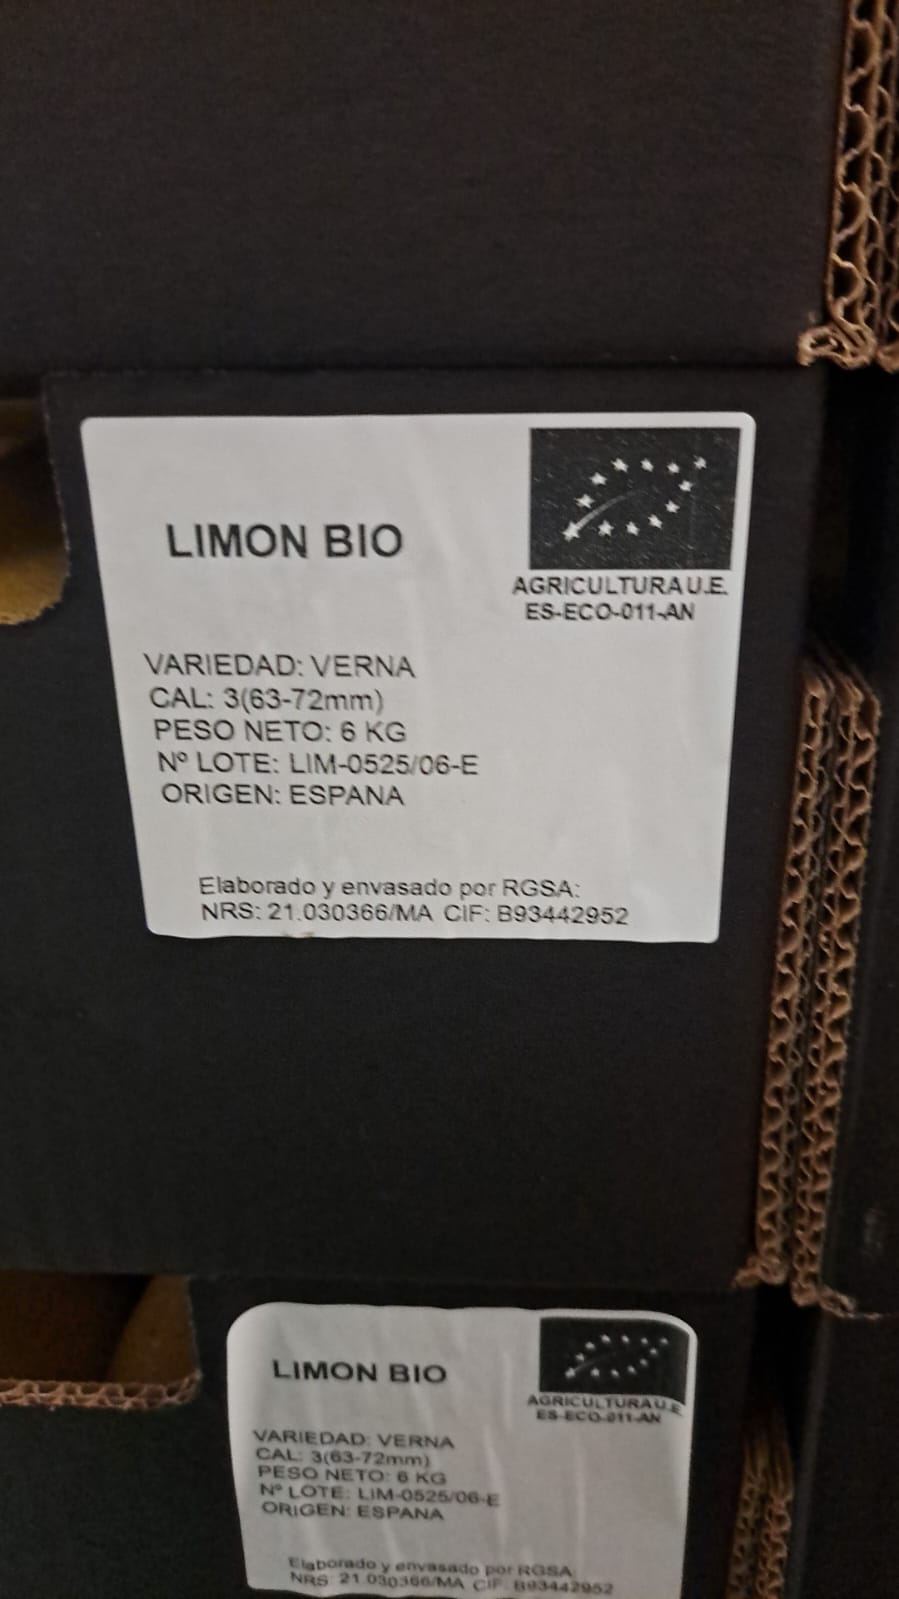 LIMON BIO
AGRICULTURA U.E.
ES-ECO-011-AN
VARIEDAD: VERNA
CAL: 3(63-72mm)
PESO NETO: 6 KG
Nº LOTE: LIM-0525/06-E
ORIGEN: ESPANA
Elaborado y envasado por RGSA:
NRS: 21.030366/MA CIF: B93442952
LIMON BIO
AGRICULTURA U.E.
ES-ECO-011-AN
VARIEDAD: VERNA
CAL: 3(63-72mm)
PESO NETO: 6 KG
Nº LOTE: LIM-0525/06-E
ORIGEN: ESPANA
Elaborado y envasado por RGSA:
NRS: 21.030366/MA CIF: B93442952